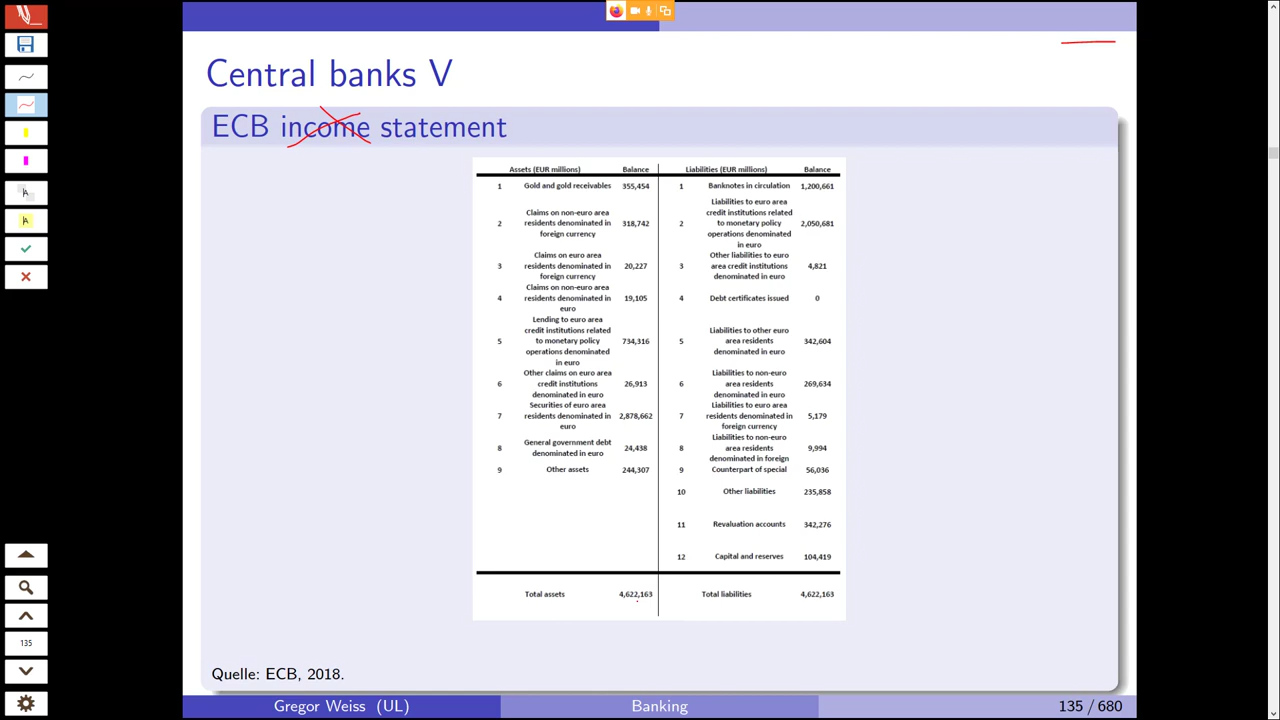 Central banks V
ECB income statement
Assets (EUR millions) Balance Liabilities (EUR millions) Balance
1 Gold and gold receivables 355,454 1 Banknotes in circulation 1,200,661
2 Claims on non-euro area residents denominated in foreign currency 318,742 2 Liabilities to euro area credit institutions related to monetary policy operations denominated in euro 2,050,681
3 Claims on euro area residents denominated in foreign currency 20,227 3 Other liabilities to euro area credit institutions denominated in euro 4,821
4 Claims on non-euro area residents denominated in euro 19,105 4 Debt certificates issued 0
5 Lending to euro area credit institutions related to monetary policy operations denominated in euro 734,316 5 Liabilities to other euro area residents denominated in euro 342,604
6 Other claims on euro area credit institutions denominated in euro 26,913 6 Liabilities to non-euro area residents denominated in euro 269,634
7 Securities of euro area residents denominated in euro 2,878,662 7 Liabilities to euro area residents denominated in foreign currency 5,179
8 General government debt denominated in euro 24,438 8 Liabilities to non-euro area residents denominated in foreign 9,994
9 Other assets 244,307 9 Counterpart of special 56,036
10 Other liabilities 235,858
11 Revaluation accounts 342,276
12 Capital and reserves 104,419
Total assets 4,622,163 Total liabilities 4,622,163
Quelle: ECB, 2018.
135
Gregor Weiss (UL) Banking 135 / 680